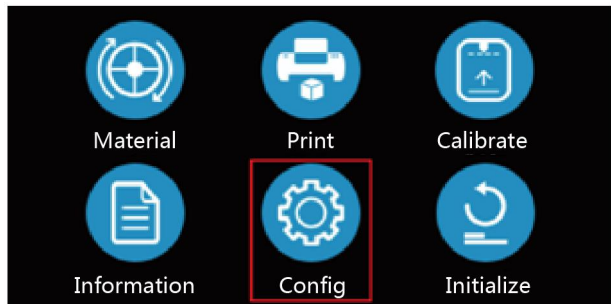 Material
Print
Calibrate
Information
Config
Initialize